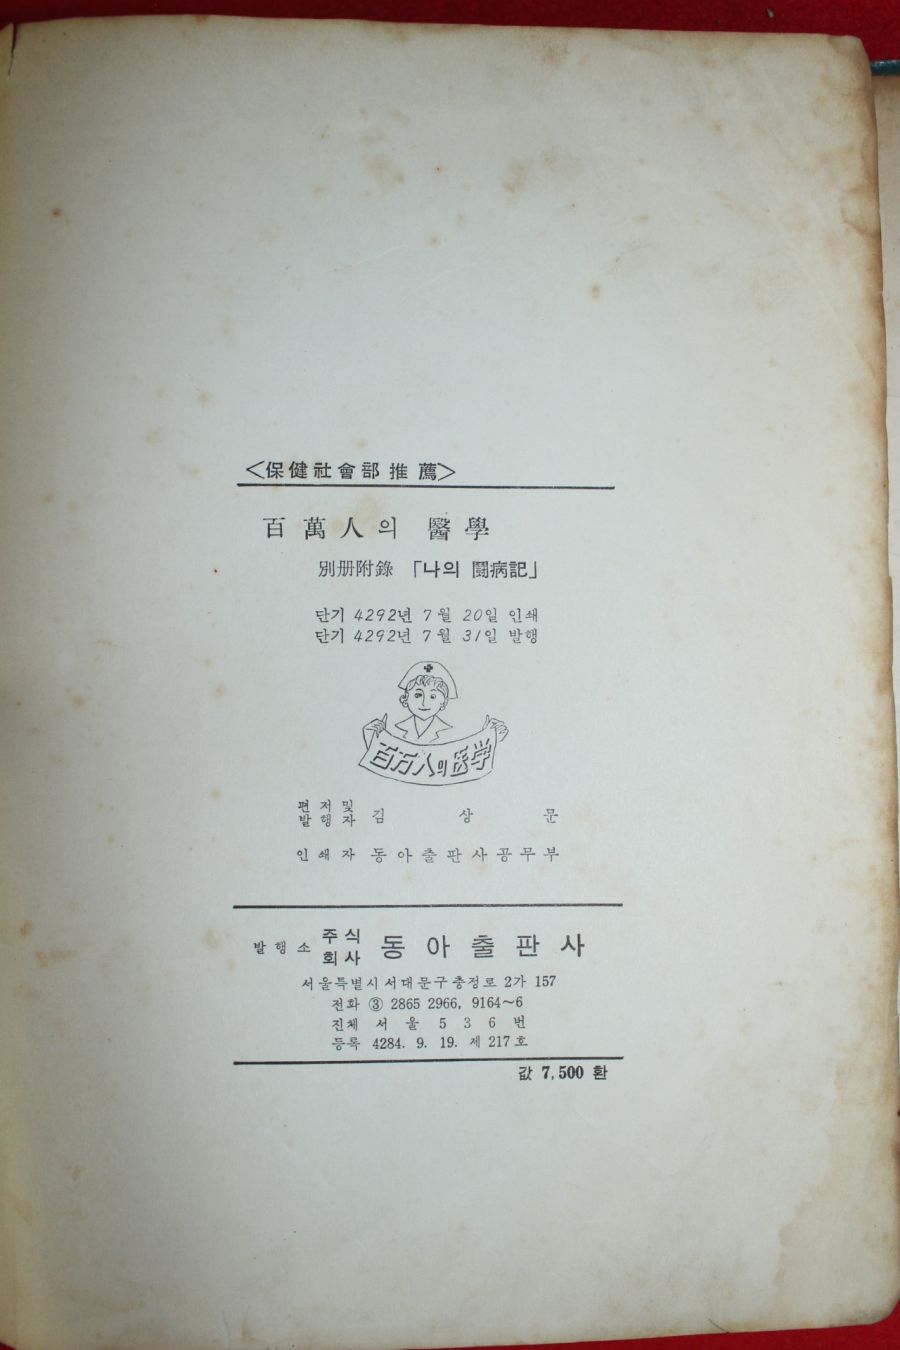 <保健社會部推薦>
百萬人의 醫學
別册附錄 「나의 鬪病記」
단기 4292년 7월 20일 인쇄
단기 4292년 7월 31일 발행
百万人의 医学
편저및
발행자 김상문
인쇄자 동아출판사공무부
발행소 주식회사 동아출판사
서울특별시 서대문구 충정로 2가 157
전화 ③ 2865 2966, 9164~6
진체 서울 536번
등록 4284. 9. 19. 제 217호
값 7,500 환